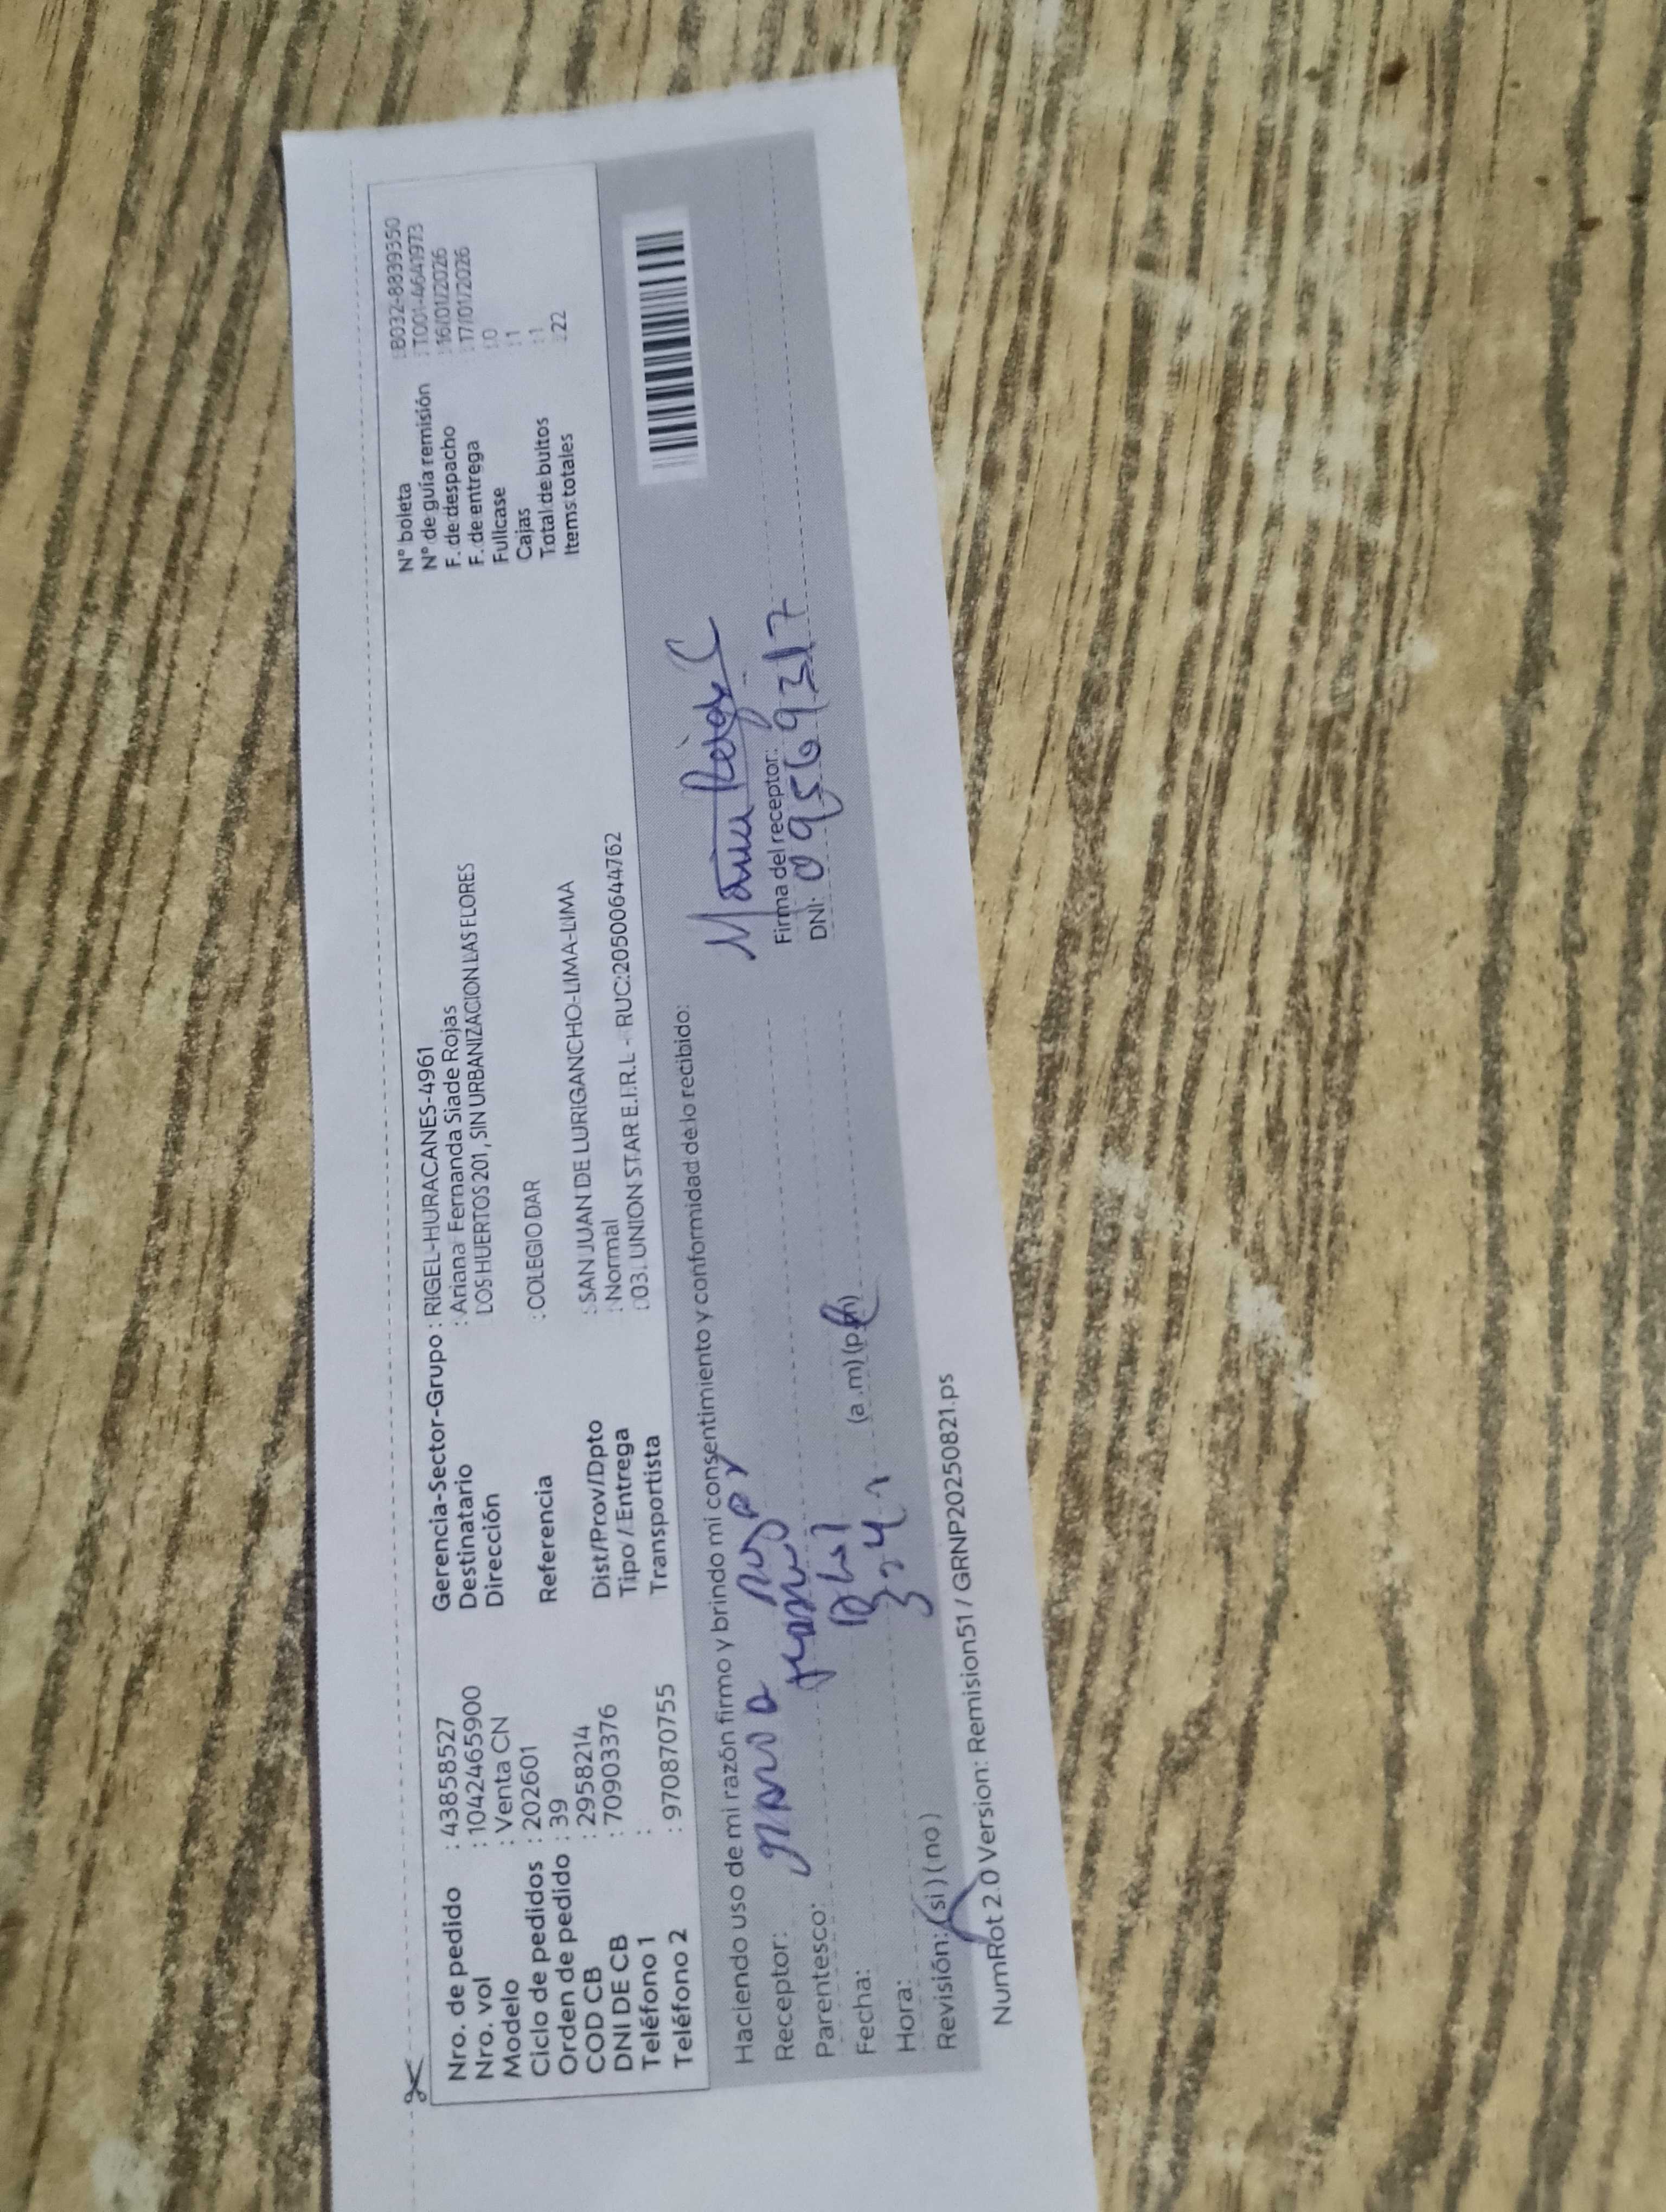 Nro. de pedido : 43858527
Nro. vol : 10424659​00
Modelo : Venta CN
Ciclo de pedidos : 202601
Orden de pedido : 39
COD CB : 2958214
DNI DE CB : 70903376
Teléfono 1 :
Teléfono 2 : 970870755
Gerencia-Sector-Grupo : RIGEL-HURACANES-4961
Destinatario : Ariana Fernanda Siade Rojas
Dirección LOS HUERTOS 201 , SIN URBANIZACION LAS FLORES
Referencia : COLEGIO DAR
Dist/Prov/Dpto : SAN JUAN DE LURIGANCHO-LIMA-LIMA
Tipo / Entrega : Normal
Transportista : 03. UNION STAR E.I.R.L - RUC:20500644762
N° boleta : B032-8839350
N° de guía remisión : T001-4641973
F. de despacho : 16/01/2026
F. de entrega : 17/01/2026
Fullcase : 0
Cajas : 1
Total de bultos : 1
Items totales : 22
Haciendo uso de mi razón firmo y brindo mi consentimiento y conformidad de lo recibido:
Receptor:
Parentesco:
Fecha:
Hora: (a.m) (p.m)
Revisión: (si) (no)
Firma del receptor:
DNI: 09569317
NumRot 2.0 Version: Remision51 / GRNP20250821.ps